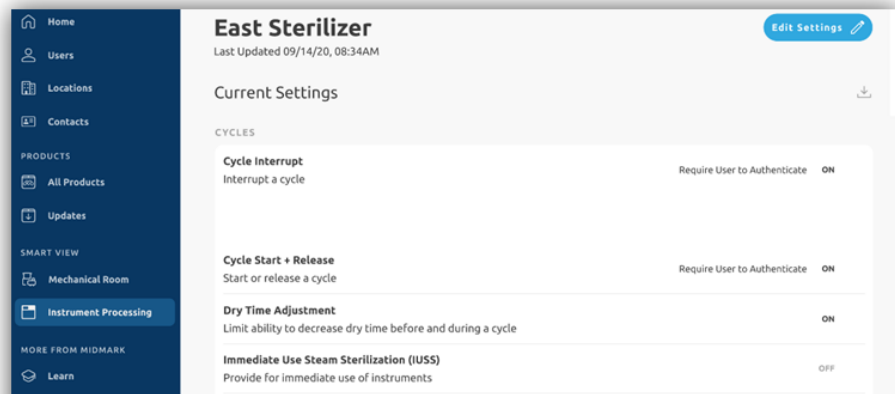 Home
Users
Locations
Contacts
PRODUCTS
All Products
Updates
SMART VIEW
Mechanical Room
Instrument Processing
MORE FROM MIDMARK
Learn
East Sterilizer
Edit Settings
Last Updated 09/14/20, 08:34AM
Current Settings
CYCLES
Cycle Interrupt
Interrupt a cycle
Require User to Authenticate ON
Cycle Start + Release
Start or release a cycle
Require User to Authenticate ON
Dry Time Adjustment
Limit ability to decrease dry time before and during a cycle
ON
Immediate Use Steam Sterilization (IUSS)
Provide for immediate use of instruments
OFF